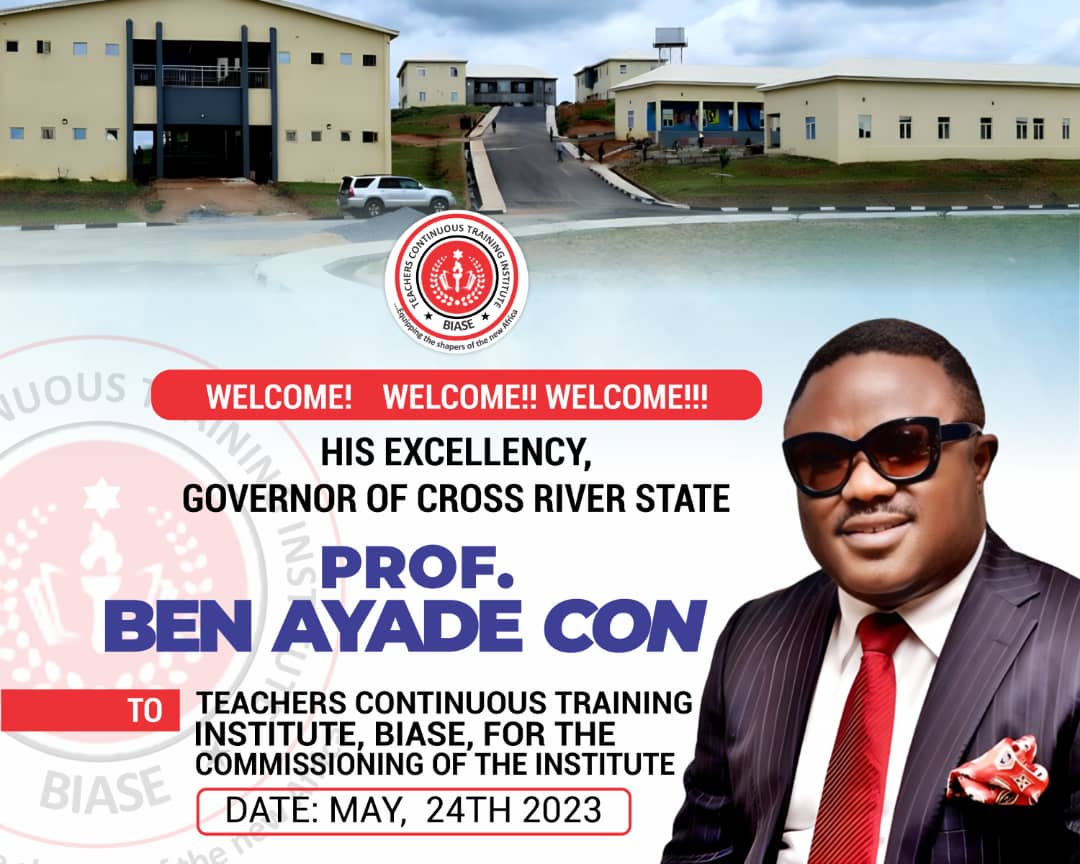 TEACHERS CONTINUOUS TRAINING INSTITUTE
BIASE
...Equipping the shapers of the new Africa
WELCOME! WELCOME!! WELCOME!!!
HIS EXCELLENCY,
GOVERNOR OF CROSS RIVER STATE
PROF.
BEN AYADE CON
TO
TEACHERS CONTINUOUS TRAINING
INSTITUTE, BIASE, FOR THE
COMMISSIONING OF THE INSTITUTE
DATE: MAY, 24TH 2023
BIASE